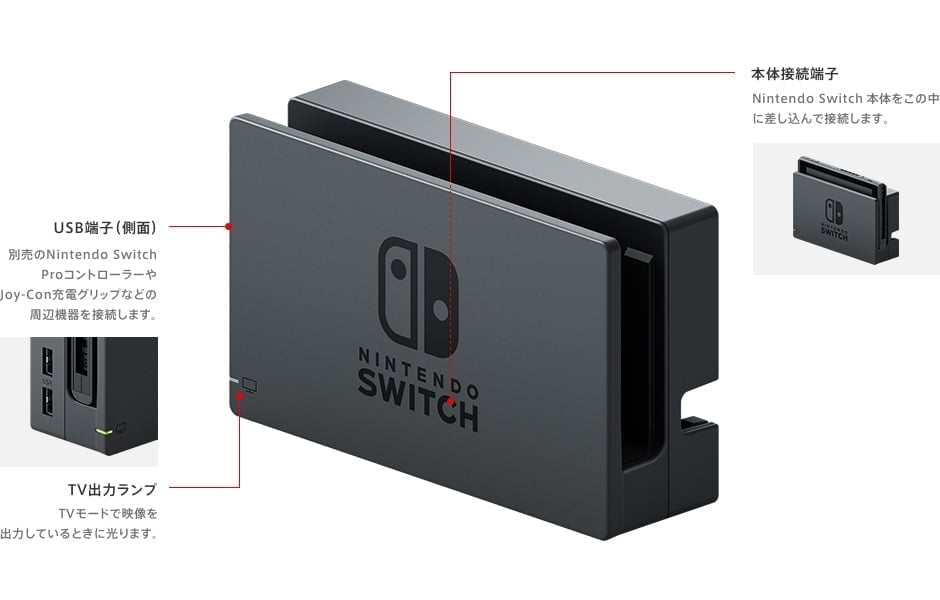 本体接続端子
Nintendo Switch 本体をこの中
に差し込んで接続します。
USB端子（側面）
別売のNintendo Switch
Proコントローラーや
Joy-Con充電グリップなどの
周辺機器を接続します。
USB
NINTENDO
SWITCH
NINTENDO
SWITCH
TV出力ランプ
TVモードで映像を
出力しているときに光ります。